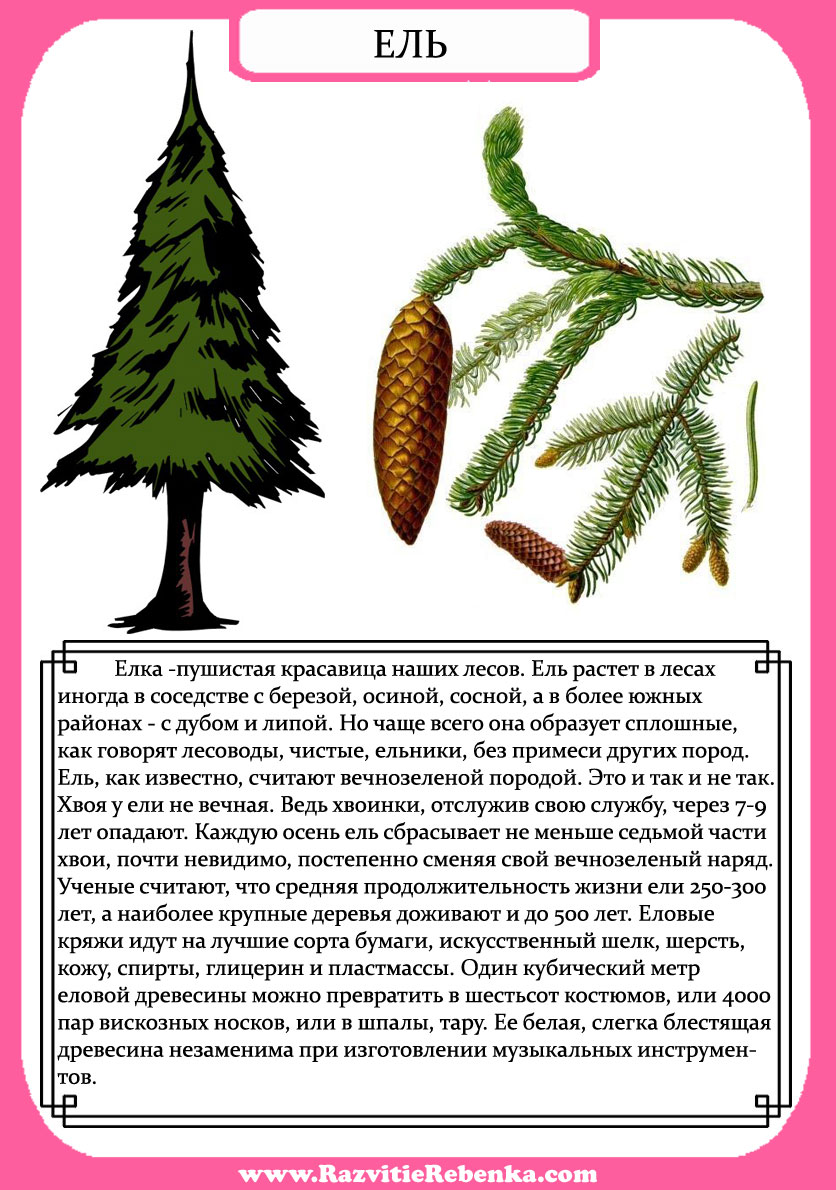 ЕЛЬ
Елка -пушистая красавица наших лесов. Ель растет в лесах
иногда в соседстве с березой, осиной, сосной, а в более южных
районах - с дубом и липой. Но чаще всего она образует сплошные,
как говорят лесоводы, чистые, ельники, без примеси других пород.
Ель, как известно, считают вечнозеленой породой. Это и так и не так.
Хвоя у ели не вечная. Ведь хвоинки, отслужив свою службу, через 7-9
лет опадают. Каждую осень ель сбрасывает не меньше седьмой части
хвои, почти невидимо, постепенно сменяя свой вечнозеленый наряд.
Ученые считают, что средняя продолжительность жизни ели 250-300
лет, а наиболее крупные деревья доживают и до 500 лет. Еловые
кряжи идут на лучшие сорта бумаги, искусственный шелк, шерсть,
кожу, спирты, глицерин и пластмассы. Один кубический метр
еловой древесины можно превратить в шестьсот костюмов, или 4000
пар вискозных носков, или в шпалы, тару. Ее белая, слегка блестящая
древесина незаменима при изготовлении музыкальных инструмен-
тов.
www.RazvitieRebenka.com